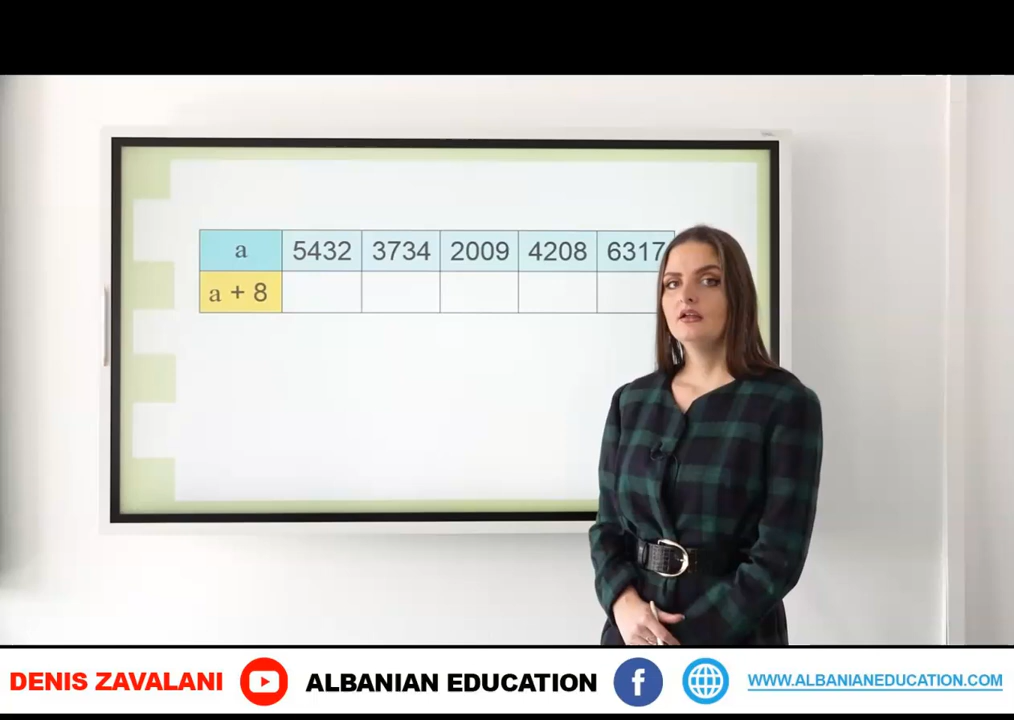 a 5432 3734 2009 4208 6317
a + 8
DENIS ZAVALANI ALBANIAN EDUCATION f WWW.ALBANIANEDUCATION.COM